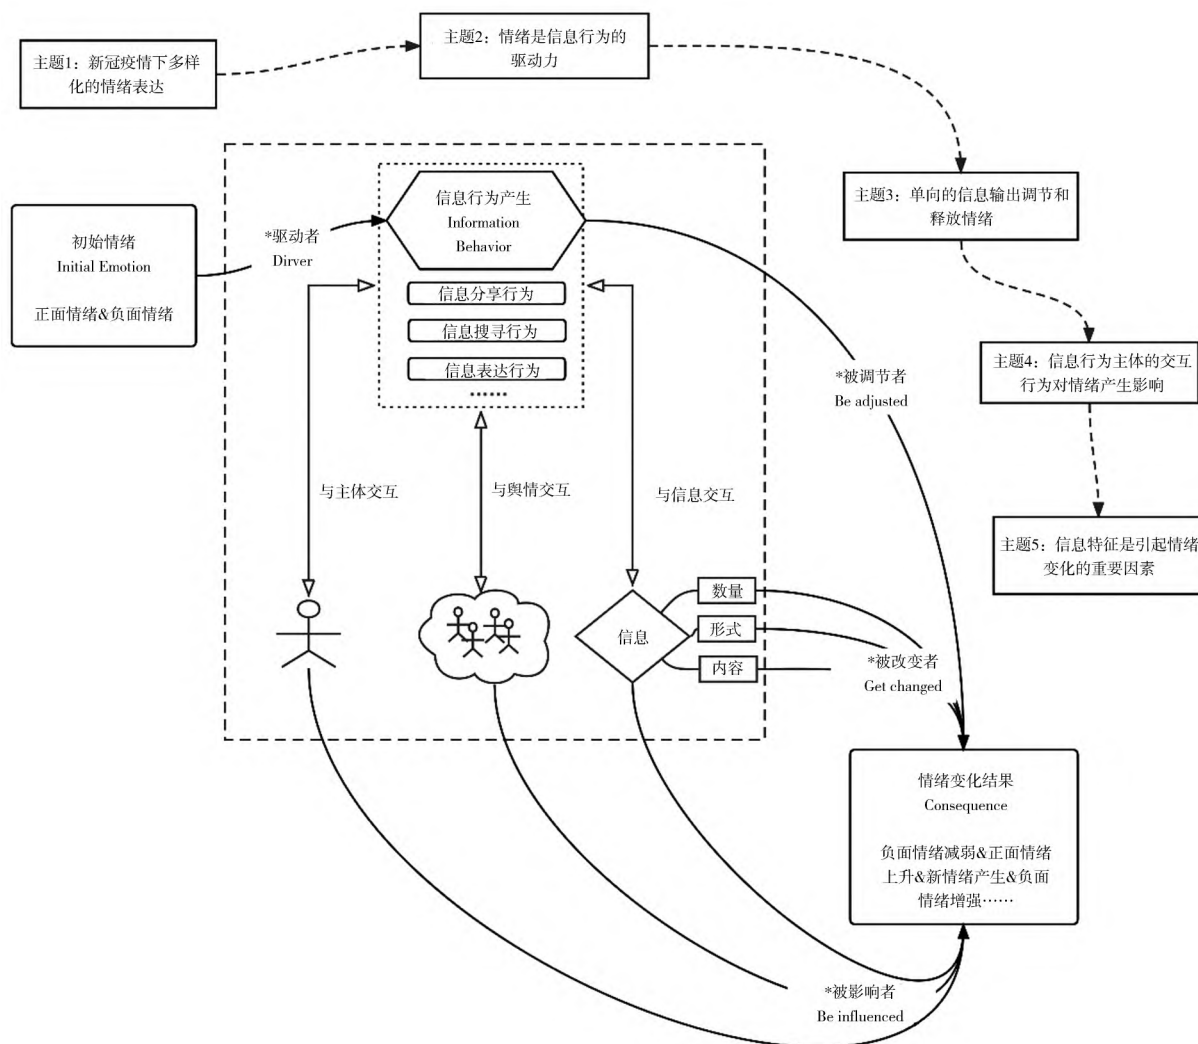 主题1：新冠疫情下多样
化的情绪表达
主题2：情绪是信息行为的
驱动力
主题3：单向的信息输出调节和
释放情绪
主题4：信息行为主体的交互
行为对情绪产生影响
主题5：信息特征是引起情绪
变化的重要因素
初始情绪
Initial Emotion
正面情绪&负面情绪
*驱动者
Dirver
信息行为产生
Information
Behavior
信息分享行为
信息搜寻行为
信息表达行为
······
*被调节者
Be adjusted
与主体交互
与舆情交互
与信息交互
信息
数量
形式
内容
*被改变者
Get changed
情绪变化结果
Consequence
负面情绪减弱&正面情绪
上升&新情绪产生&负面
情绪增强······
*被影响者
Be influenced